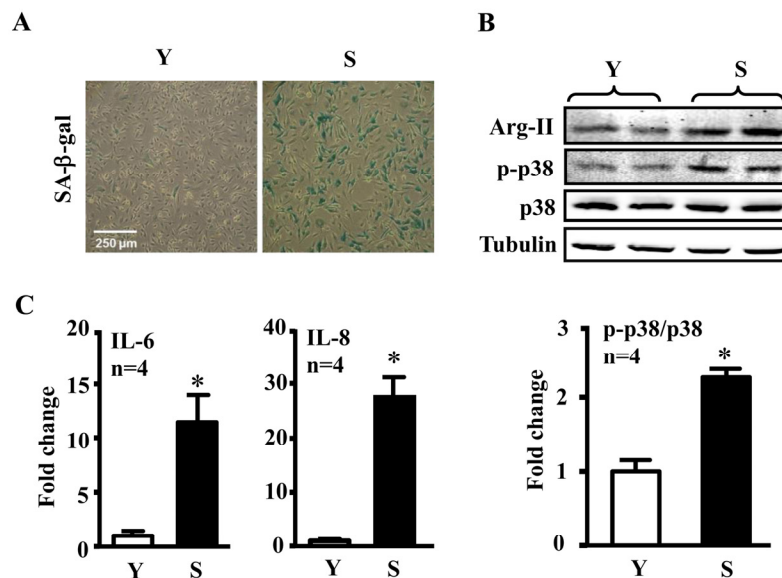 A
Y
S
SA-β-gal
250 µm
B
Y
S
Arg-II
p-p38
p38
Tubulin
C
Fold change
20
15
10
5
0
IL-6
n=4
*
Y
S
40
30
20
10
0
IL-8
n=4
*
Y
S
Fold change
3
2
1
0
p-p38/p38
n=4
*
Y
S